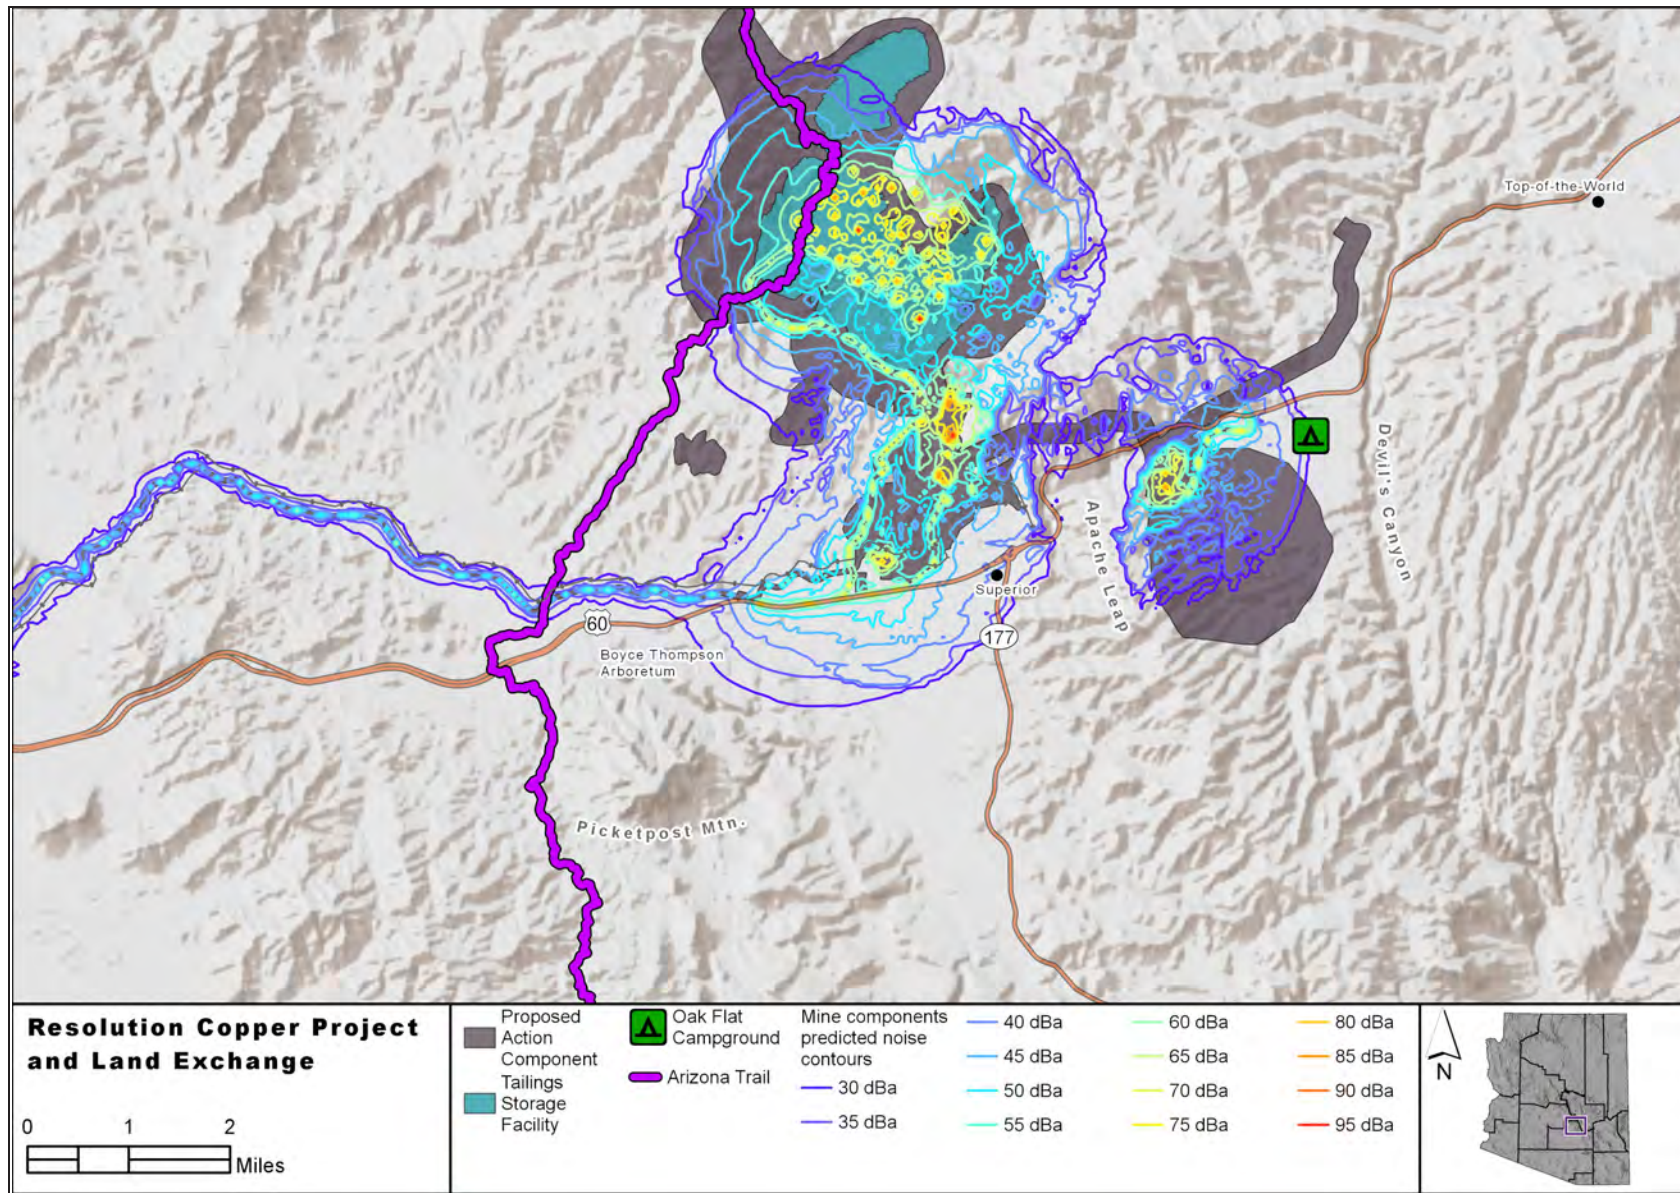 Top-of-the-World
Devil's Canyon
Apache Leap
Superior
60
177
Boyce Thompson
Arboretum
Picketpost Mtn.
Resolution Copper Project
and Land Exchange
0 1 2
Miles
Proposed
Action
Component
Tailings
Storage
Facility
Oak Flat
Campground
Arizona Trail
Mine components
predicted noise
contours
30 dBa
35 dBa
40 dBa
45 dBa
50 dBa
55 dBa
60 dBa
65 dBa
70 dBa
75 dBa
80 dBa
85 dBa
90 dBa
95 dBa
N